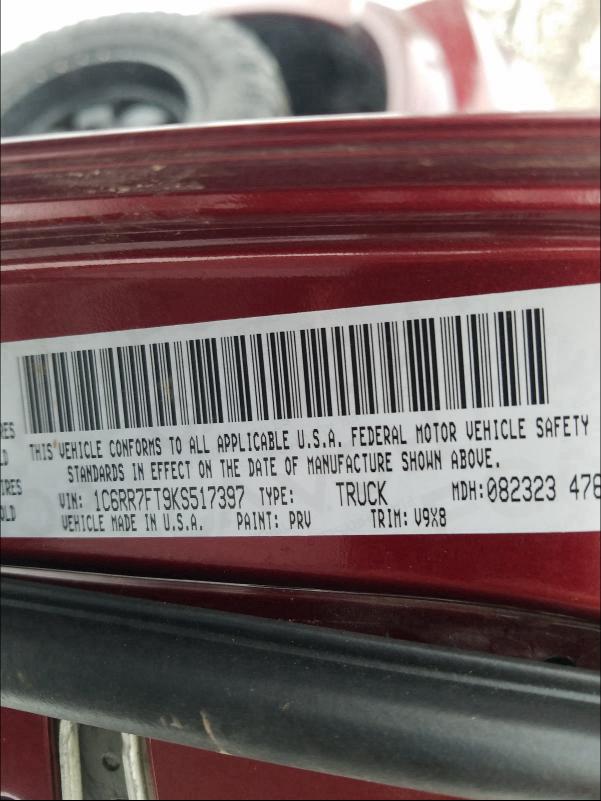 THIS VEHICLE CONFORMS TO ALL APPLICABLE U.S.A. FEDERAL MOTOR VEHICLE SAFETY
STANDARDS IN EFFECT ON THE DATE OF MANUFACTURE SHOWN ABOVE.
VIN: 1C6RR7FT9KS517397 TYPE: TRUCK MDH:082323 476
VEHICLE MADE IN U.S.A. PAINT: PRV TRIM: V9X8